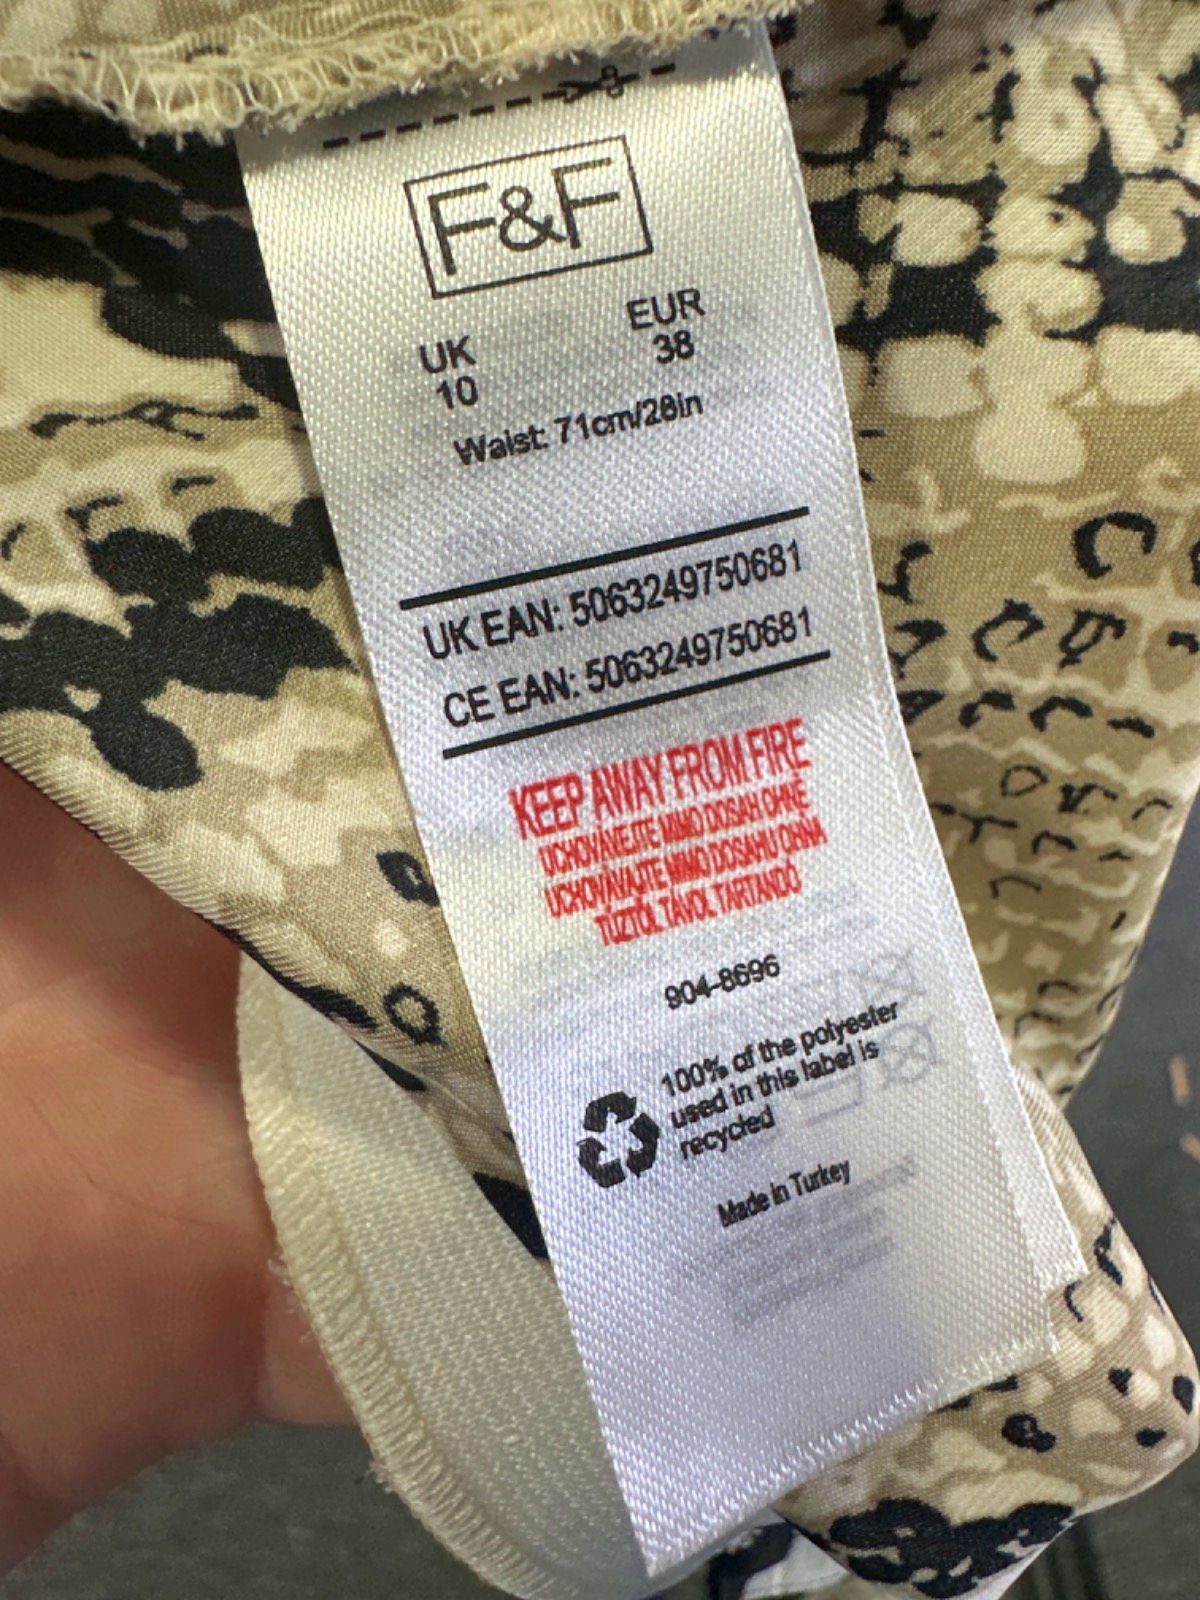 F&F
UK EUR
10 38
Waist: 71cm/28in
UK EAN: 5063249750681
CE EAN: 5063249750681
KEEP AWAY FROM FIRE
UCHOVÁVEJTE MIMO DOSAH OHNĚ
UCHOVÁVAJTE MIMO DOSAHU OHŇA
TŰZTŐL TÁVOL TARTANDÓ
904-8696
100% of the polyester
used in this label is
recycled
Made in Turkey